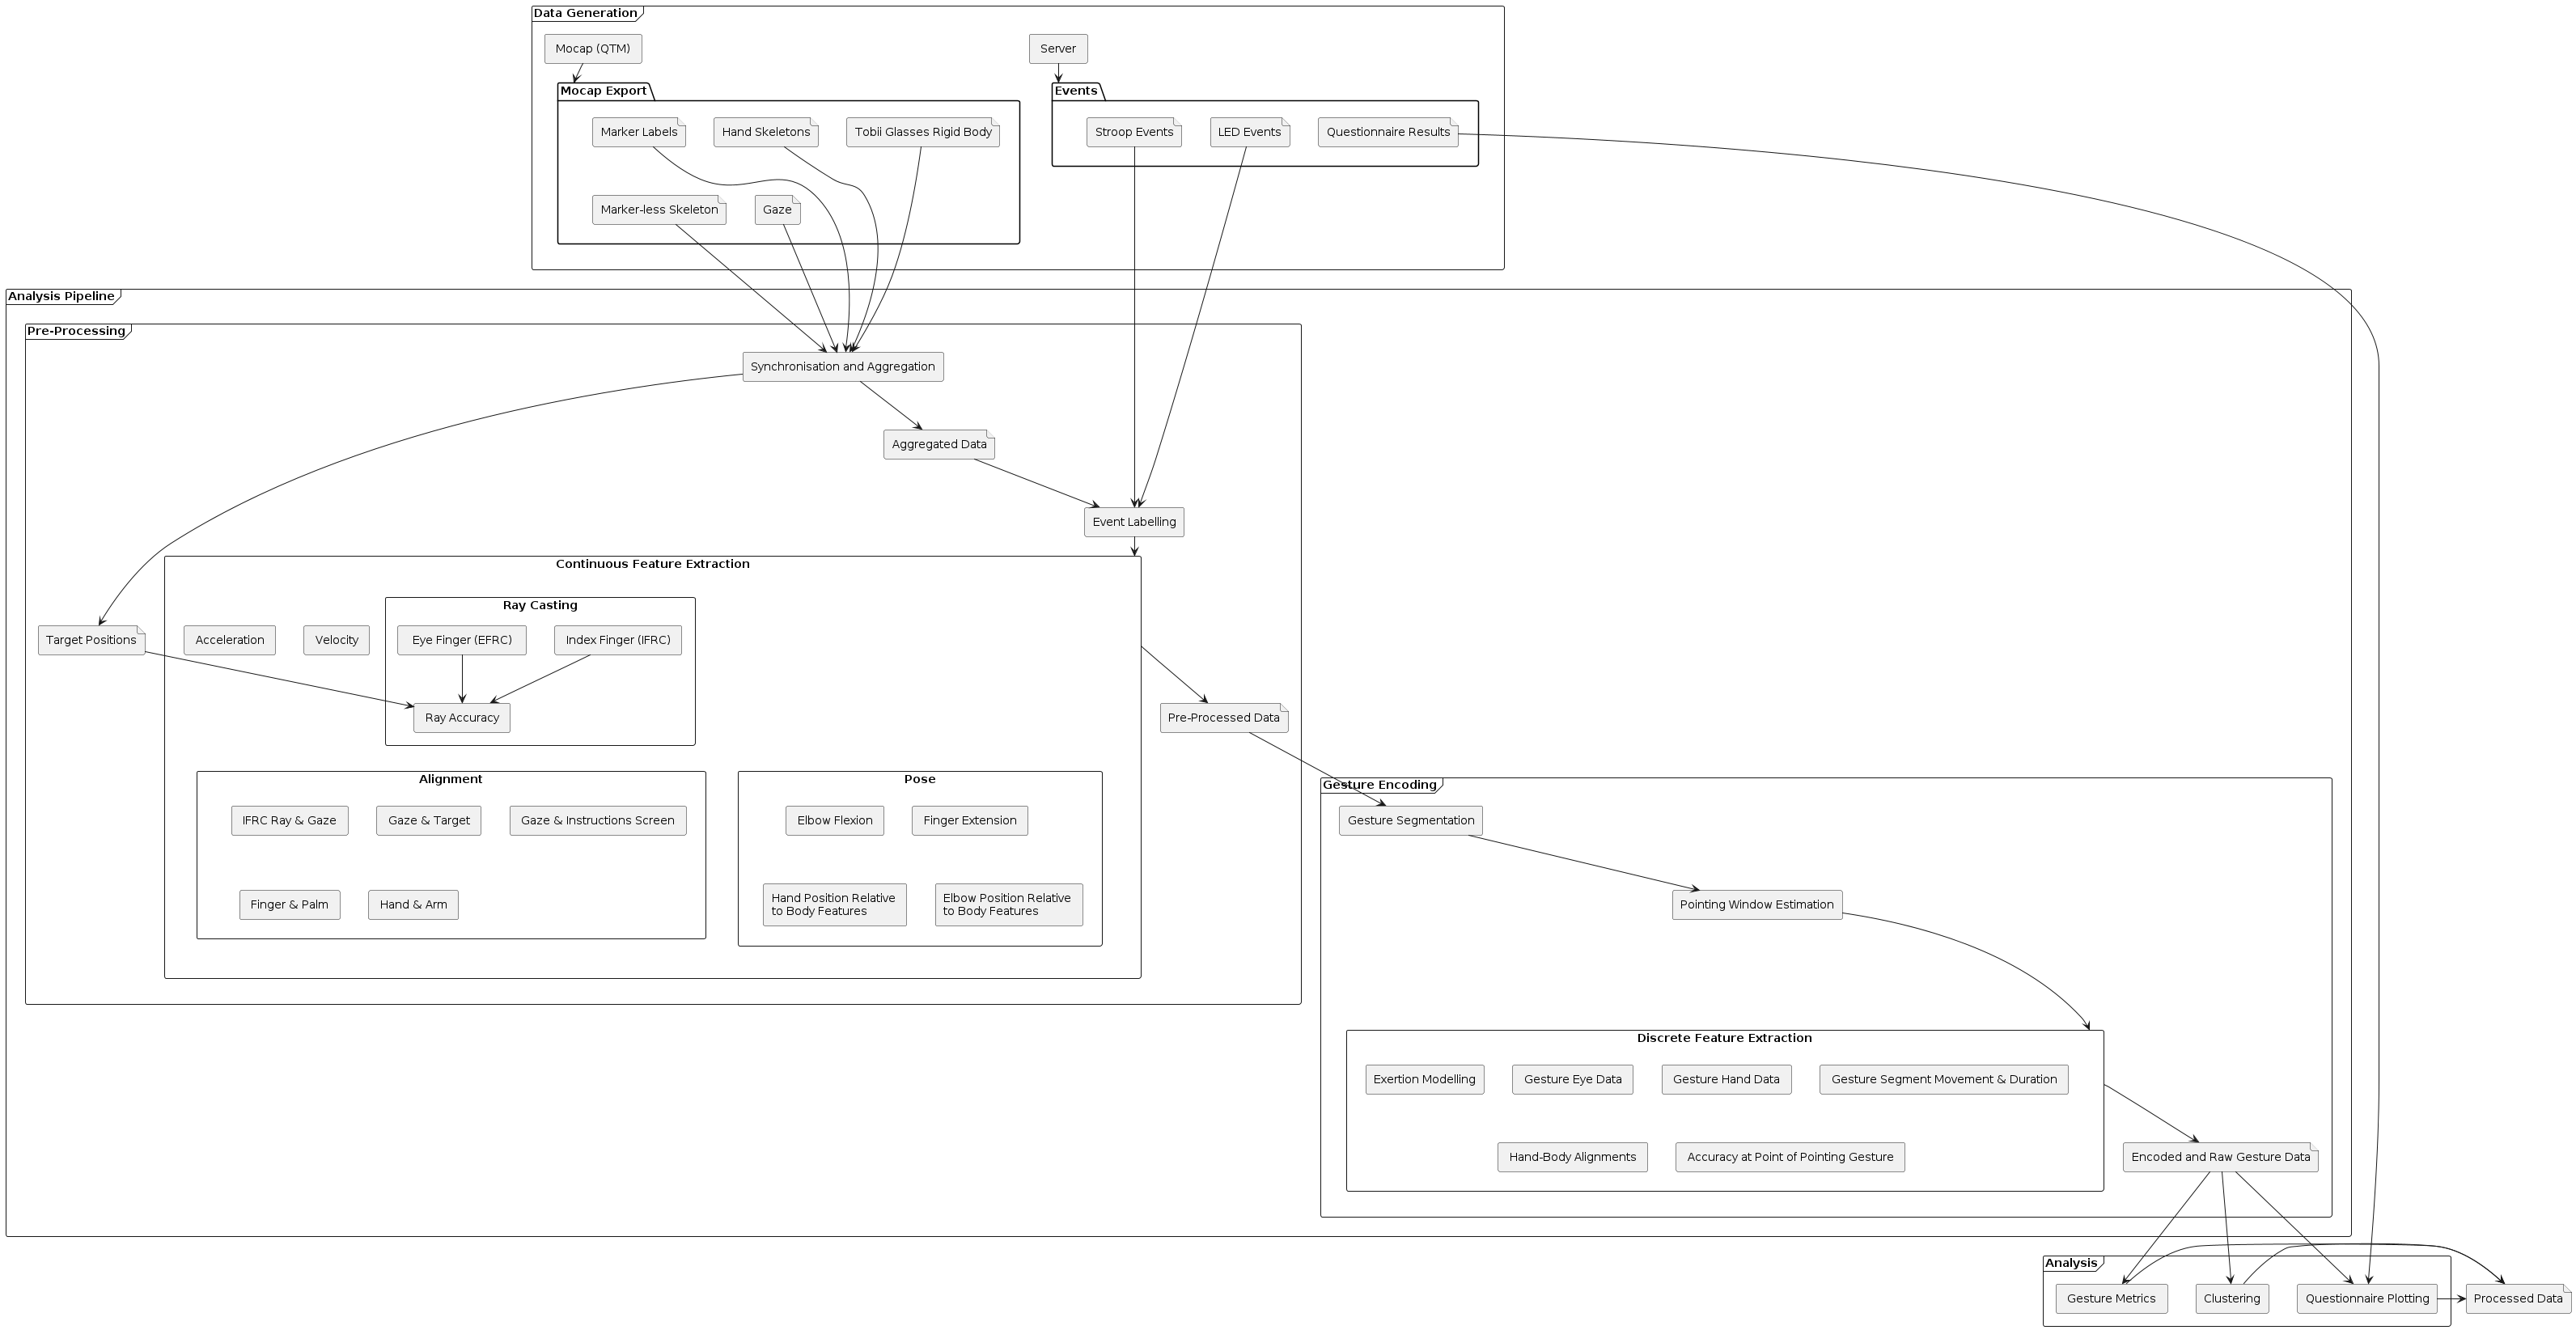 Data Generation
Mocap (QTM)
Server
Mocap Export
Events
Marker Labels
Hand Skeletons
Tobii Glasses Rigid Body
Stroop Events
LED Events
Questionnaire Results
Marker-less Skeleton
Gaze
Analysis Pipeline
Pre-Processing
Synchronisation and Aggregation
Aggregated Data
Event Labelling
Continuous Feature Extraction
Ray Casting
Target Positions
Acceleration
Velocity
Eye Finger (EFRC)
Index Finger (IFRC)
Ray Accuracy
Pre-Processed Data
Alignment
Pose
Gesture Encoding
IFRC Ray & Gaze
Gaze & Target
Gaze & Instructions Screen
Elbow Flexion
Finger Extension
Gesture Segmentation
Finger & Palm
Hand & Arm
Hand Position Relative
to Body Features
Elbow Position Relative
to Body Features
Pointing Window Estimation
Discrete Feature Extraction
Exertion Modelling
Gesture Eye Data
Gesture Hand Data
Gesture Segment Movement & Duration
Hand-Body Alignments
Accuracy at Point of Pointing Gesture
Encoded and Raw Gesture Data
Analysis
Gesture Metrics
Clustering
Questionnaire Plotting
Processed Data